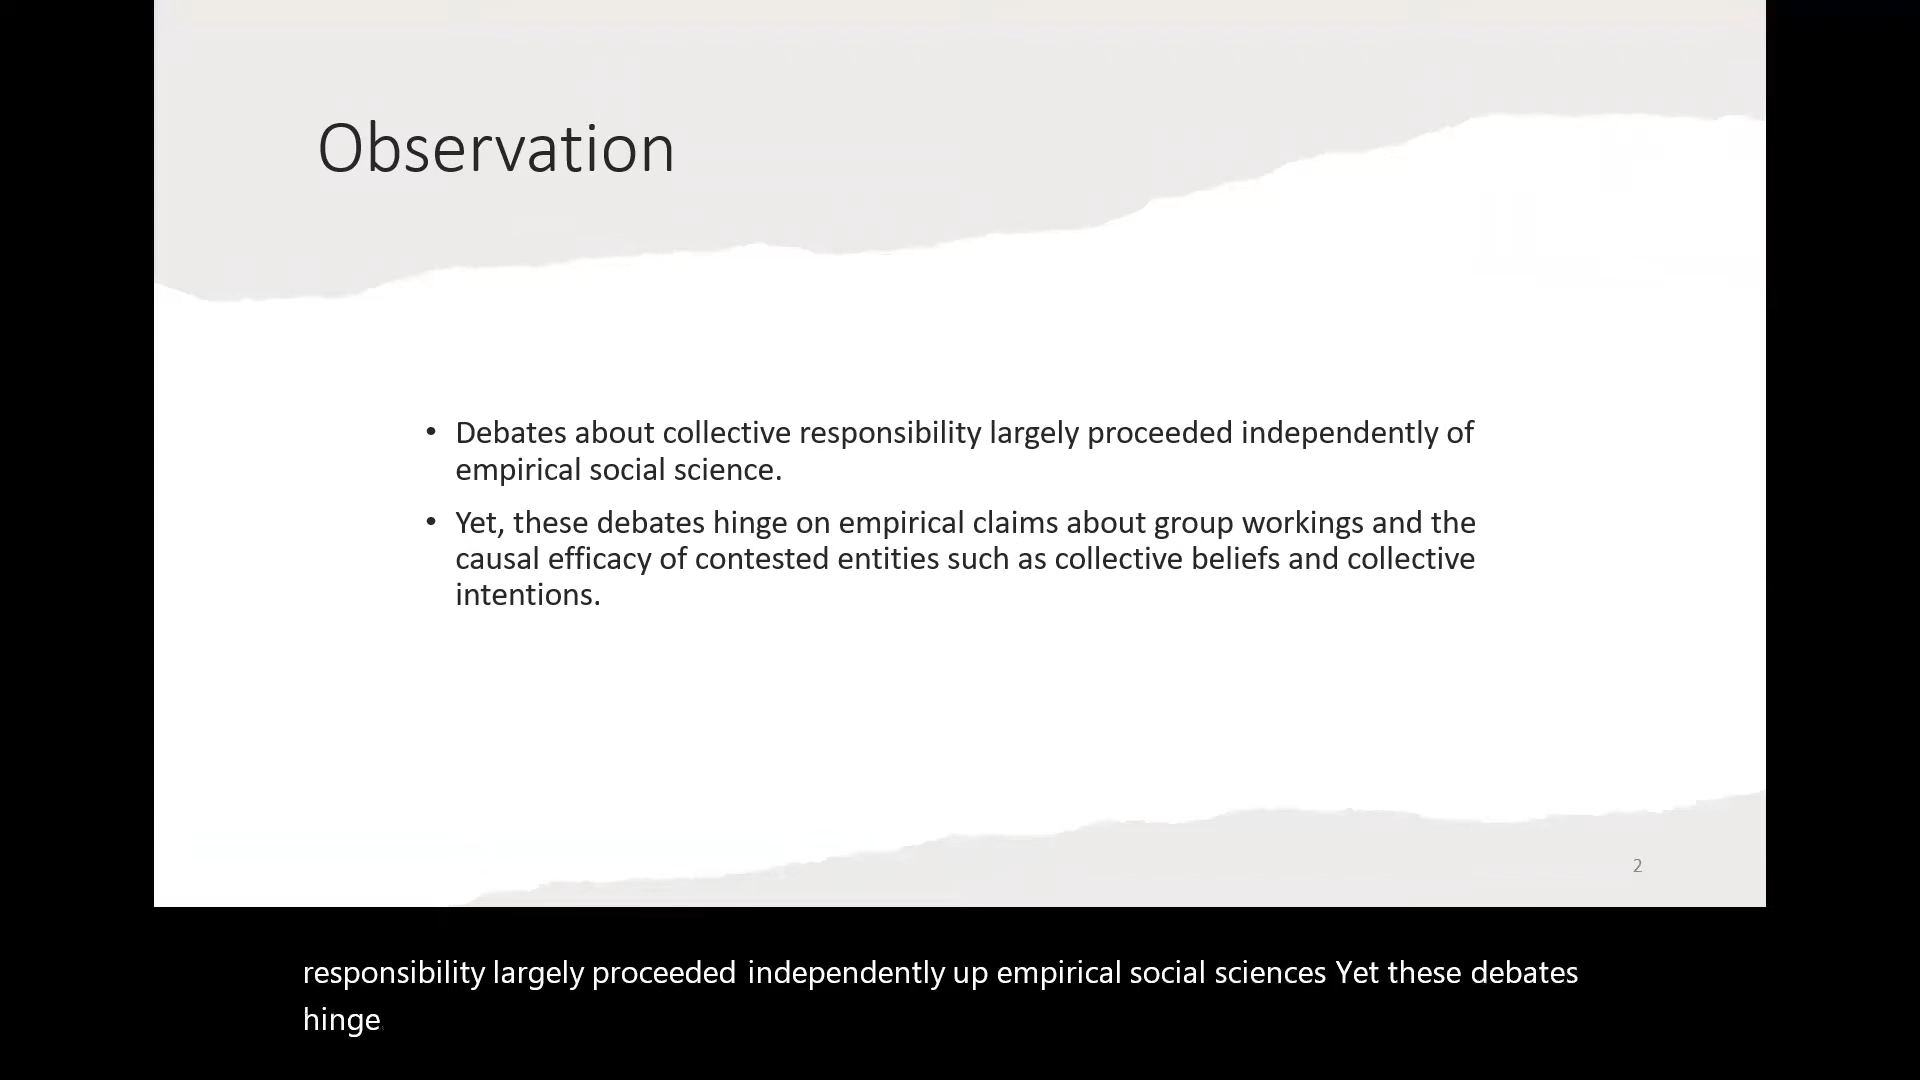 Observation
• Debates about collective responsibility largely proceeded independently of
empirical social science.
• Yet, these debates hinge on empirical claims about group workings and the
causal efficacy of contested entities such as collective beliefs and collective
intentions.
2
responsibility largely proceeded independently up empirical social sciences Yet these debates
hinge